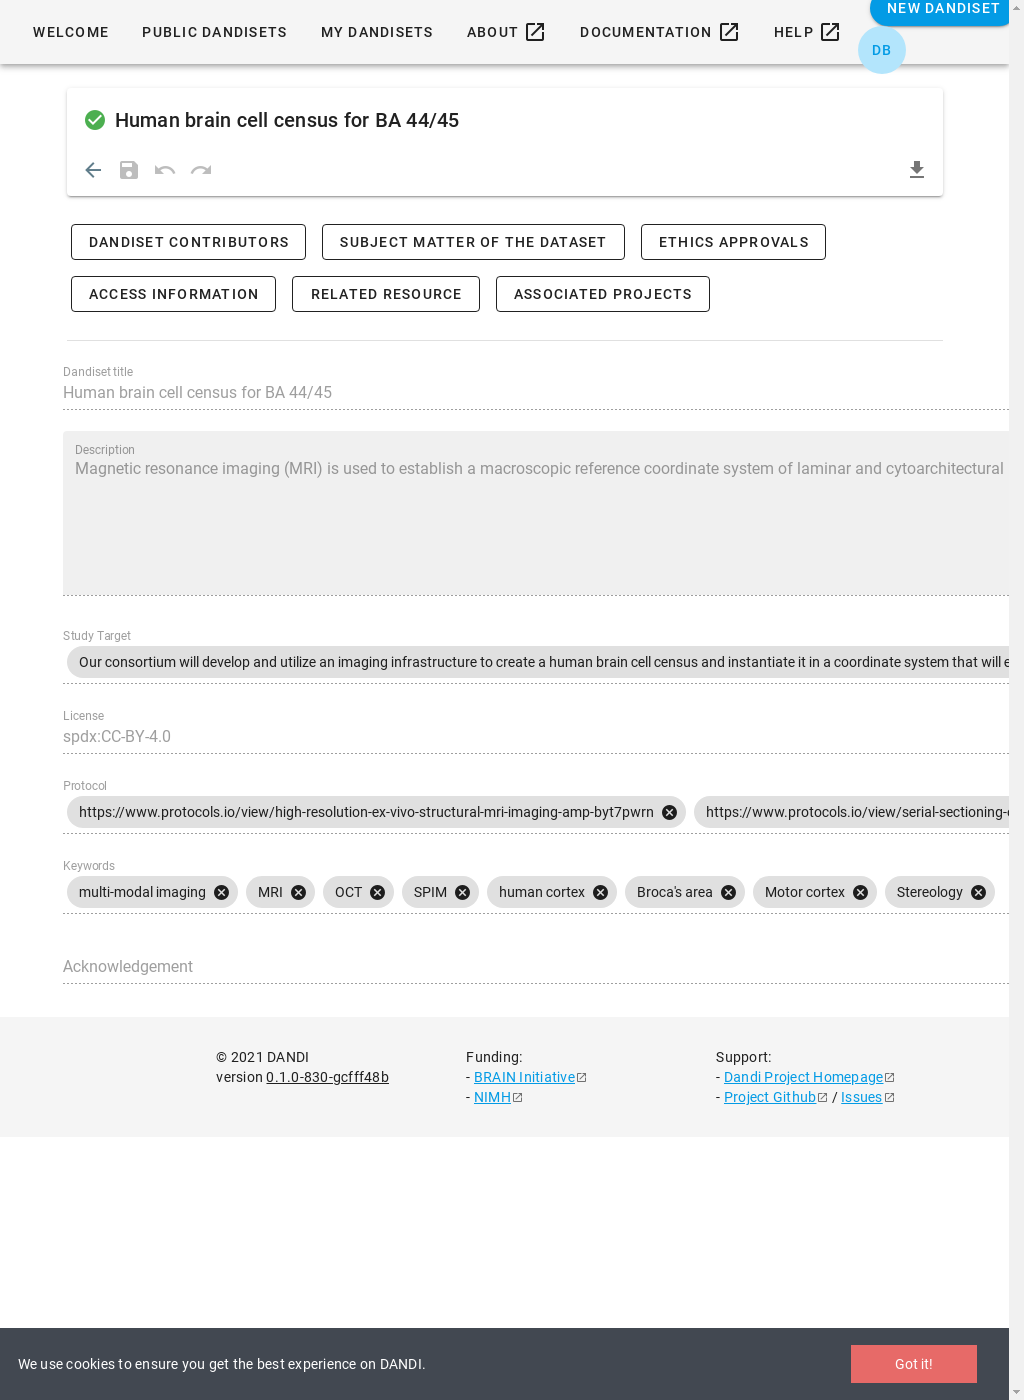 NEW DANDISET
WELCOME PUBLIC DANDISETS MY DANDISETS ABOUT DOCUMENTATION HELP
DB
Human brain cell census for BA 44/45
DANDISET CONTRIBUTORS SUBJECT MATTER OF THE DATASET ETHICS APPROVALS
ACCESS INFORMATION RELATED RESOURCE ASSOCIATED PROJECTS
Dandiset title
Human brain cell census for BA 44/45
Description
Magnetic resonance imaging (MRI) is used to establish a macroscopic reference coordinate system of laminar and cytoarchitectural
Study Target
Our consortium will develop and utilize an imaging infrastructure to create a human brain cell census and instantiate it in a coordinate system that will
License
spdx:CC-BY-4.0
Protocol
https://www.protocols.io/view/high-resolution-ex-vivo-structural-mri-imaging-amp-byt7pwrn https://www.protocols.io/view/serial-sectioning-
Keywords
multi-modal imaging MRI OCT SPIM human cortex Broca's area Motor cortex Stereology
Acknowledgement
© 2021 DANDI Funding: Support:
version 0.1.0-830-gcfff48b - BRAIN Initiative - Dandi Project Homepage
- NIMH - Project Github / Issues
We use cookies to ensure you get the best experience on DANDI. Got it!